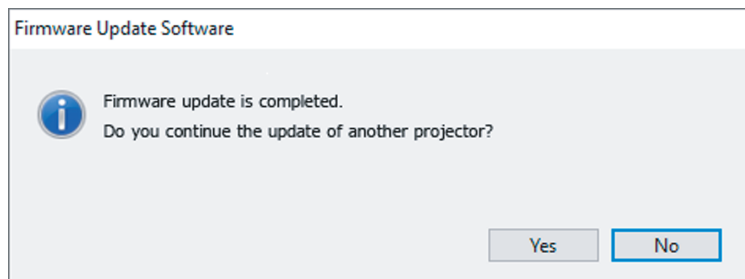 Firmware Update Software
Firmware update is completed.
Do you continue the update of another projector?
Yes
No